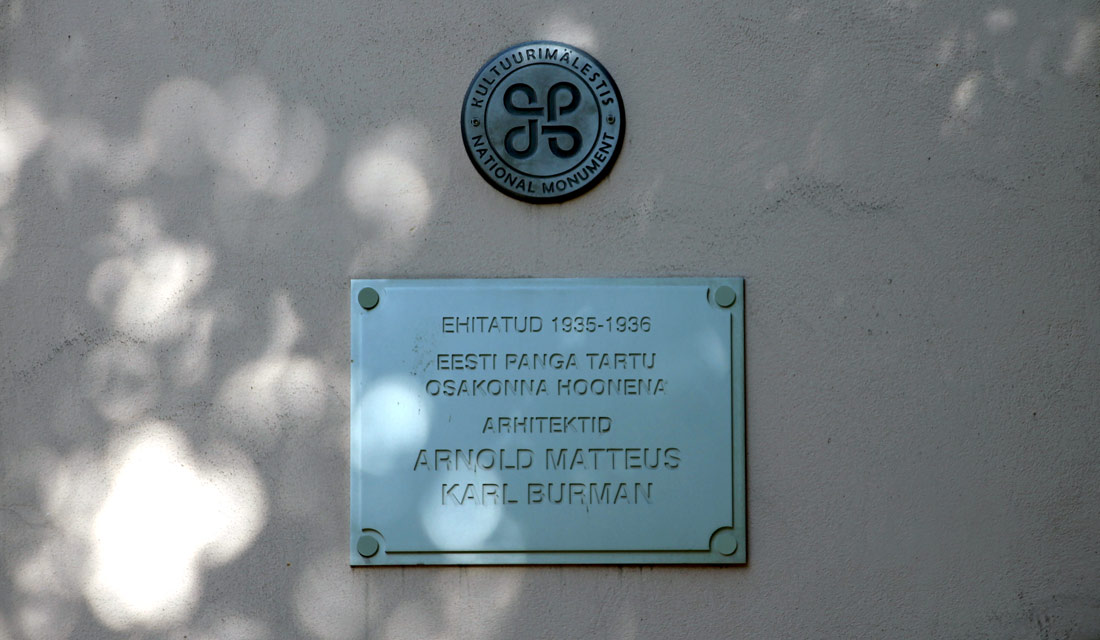 KULTUURIMÄLESTIS
NATIONAL MONUMENT
EHITATUD 1935-1936
EESTI PANGA TARTU
OSAKONNA HOONENA
ARHITEKTID
ARNOLD MATTEUS
KARL BURMAN